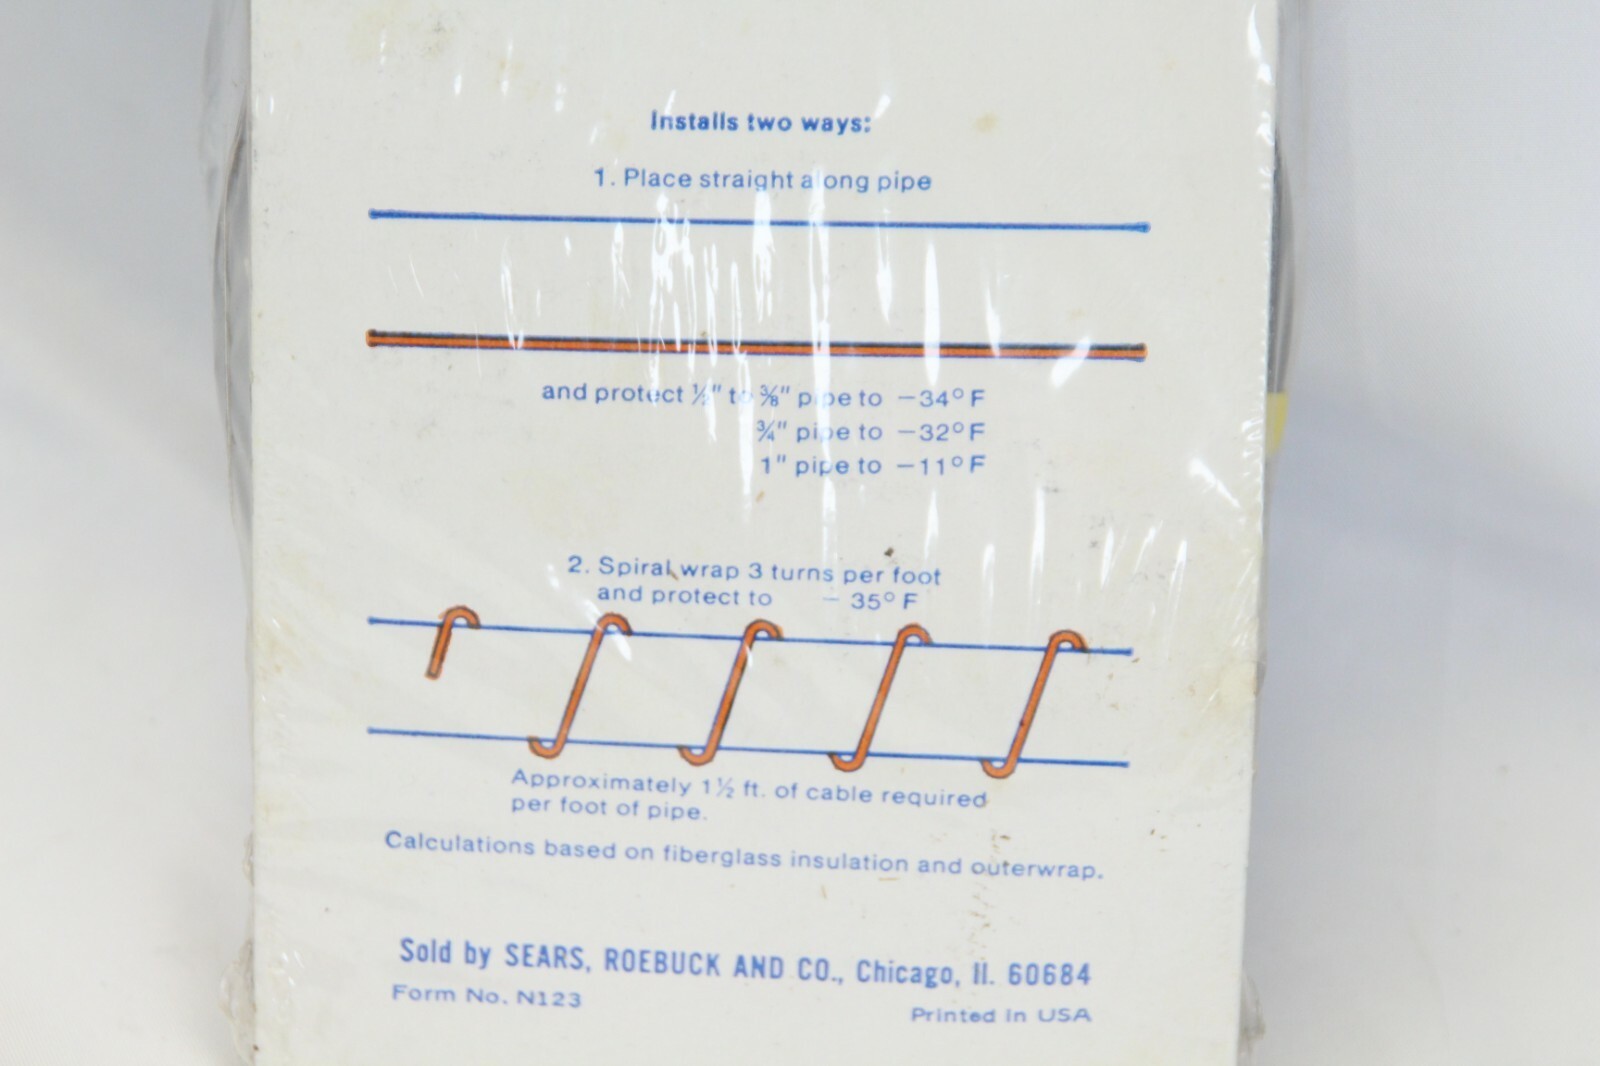 Installs two ways:
1. Place straight along pipe
and protect ½" to ⅜" pipe to −34° F
¾" pipe to −32° F
1" pipe to −11° F
2. Spiral wrap 3 turns per foot
and protect to − 35° F
Approximately 1½ ft. of cable required
per foot of pipe.
Calculations based on fiberglass insulation and outerwrap.
Sold by SEARS, ROEBUCK AND CO., Chicago, Il. 60684
Form No. N123
Printed in USA